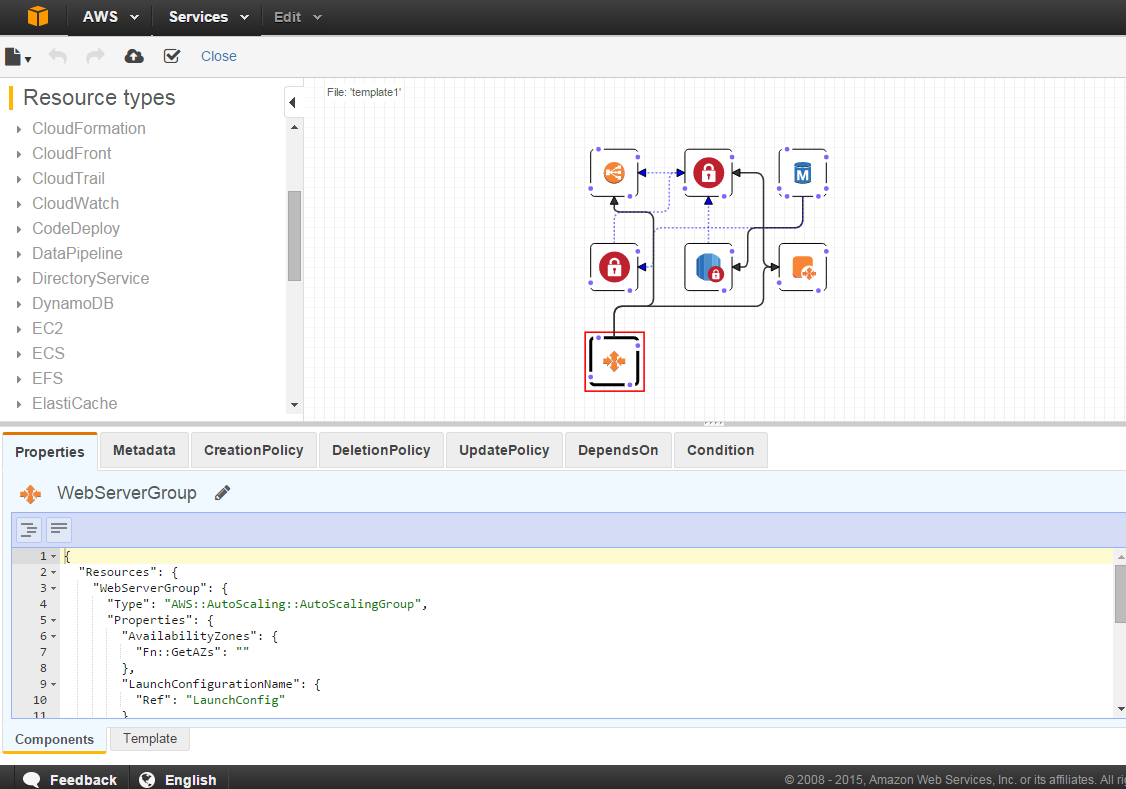 AWS Services Edit
Close
Resource types
File: 'template1'
CloudFormation
CloudFront
CloudTrail
CloudWatch
CodeDeploy
DataPipeline
DirectoryService
DynamoDB
EC2
ECS
EFS
ElastiCache
M
Properties Metadata CreationPolicy DeletionPolicy UpdatePolicy DependsOn Condition
WebServerGroup
1 {
2 "Resources": {
3 "WebServerGroup": {
4 "Type": "AWS::AutoScaling::AutoScalingGroup",
5 "Properties": {
6 "AvailabilityZones": {
7 "Fn::GetAZs": ""
8 },
9 "LaunchConfigurationName": {
10 "Ref": "LaunchConfig"
11 }
Components Template
Feedback English © 2008 - 2015, Amazon Web Services, Inc. or its affiliates. All